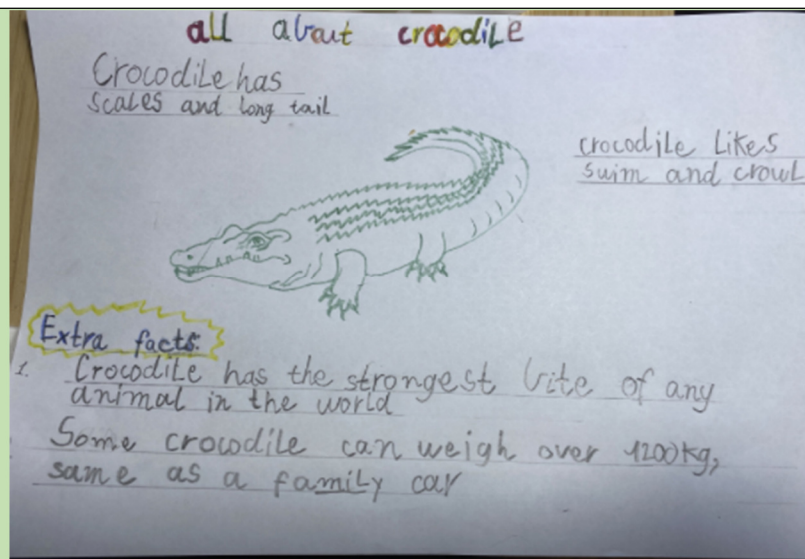 all about crocodile
Crocodile has
scales and long tail
crocodile likes
swim and crowl
Extra facts:
1. Crocodile has the strongest bite of any
animal in the world
Some crocodile can weigh over 1200kg,
same as a family car